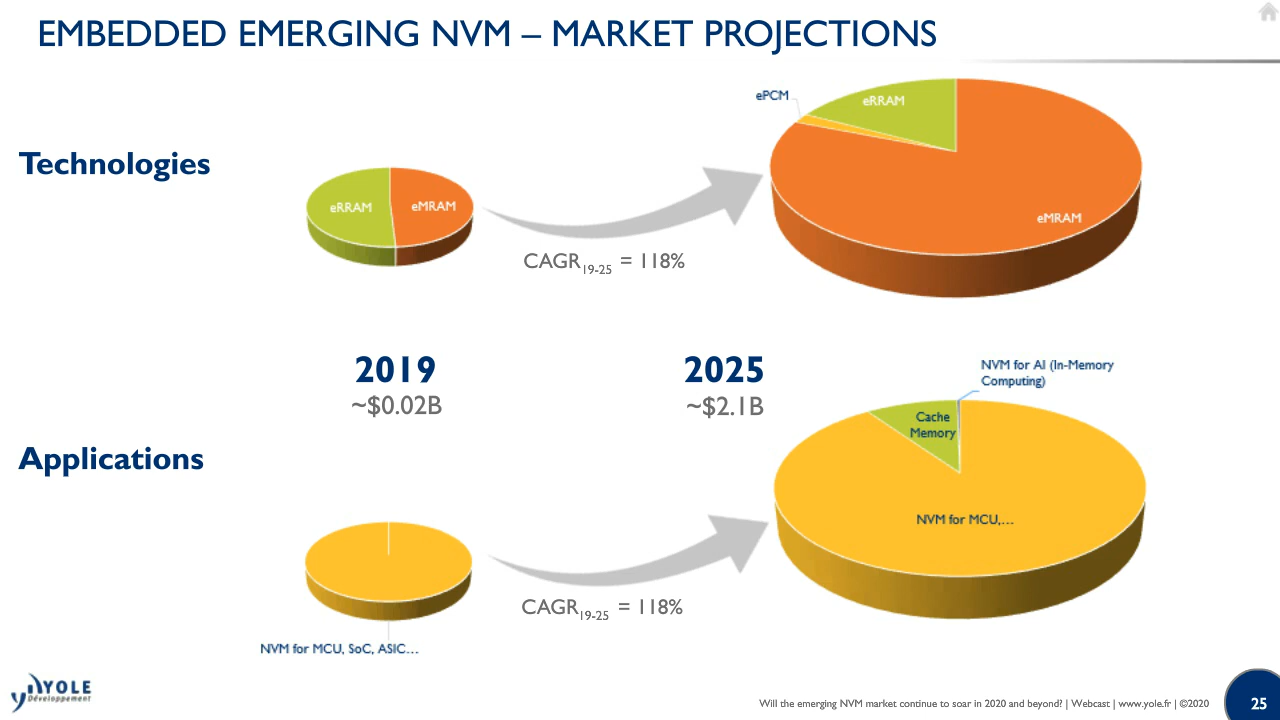 EMBEDDED EMERGING NVM – MARKET PROJECTIONS
Technologies
eRRAM
eMRAM
CAGR19-25 = 118%
ePCM
eRRAM
eMRAM
2019
~$0.02B
2025
~$2.1B
Applications
NVM for MCU, SoC, ASIC...
CAGR19-25 = 118%
NVM for AI (In-Memory
Computing)
Cache
Memory
NVM for MCU,...
YOLE
Développement
Will the emerging NVM market continue to soar in 2020 and beyond? | Webcast | www.yole.fr | ©2020
25